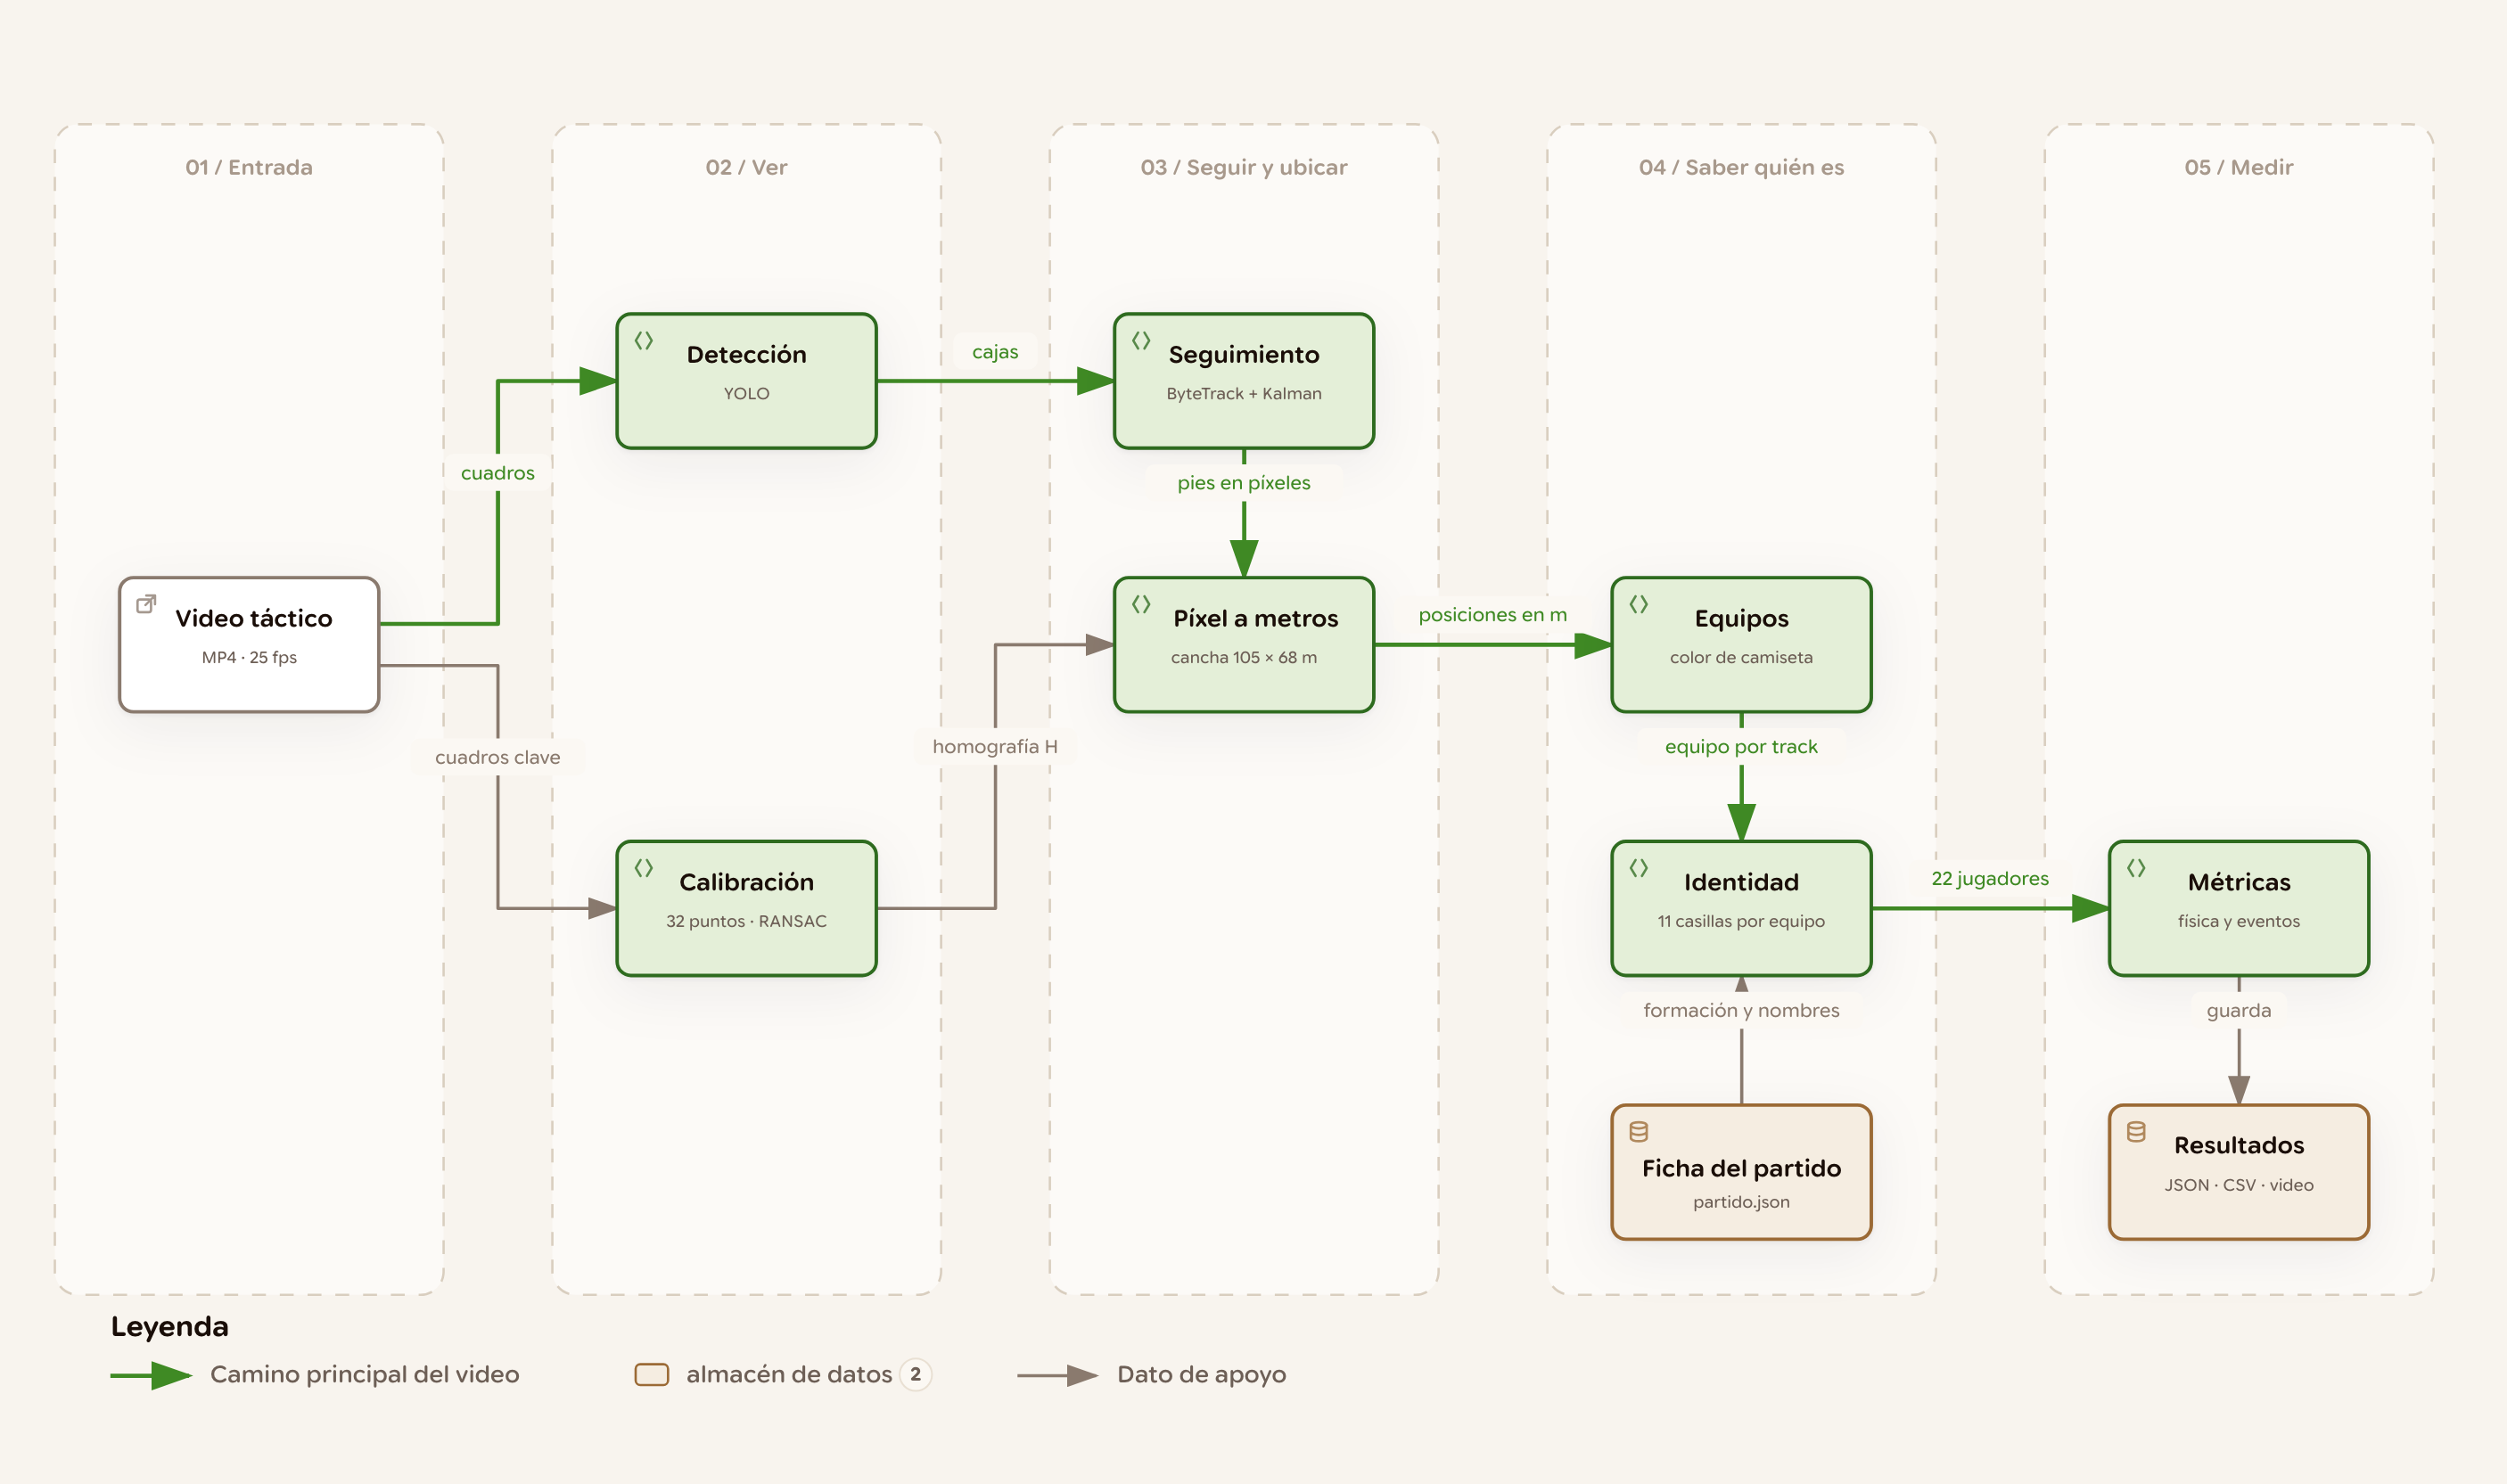 01 / Entrada
02 / Ver
03 / Seguir y ubicar
04 / Saber quién es
05 / Medir
Detección
YOLO
cajas
Seguimiento
ByteTrack + Kalman
cuadros
pies en píxeles
Video táctico
MP4 · 25 fps
Píxel a metros
cancha 105 × 68 m
posiciones en m
Equipos
color de camiseta
cuadros clave
homografía H
equipo por track
Calibración
32 puntos · RANSAC
Identidad
11 casillas por equipo
22 jugadores
Métricas
física y eventos
formación y nombres
guarda
Ficha del partido
partido.json
Resultados
JSON · CSV · video
Leyenda
Camino principal del video
almacén de datos 2
Dato de apoyo